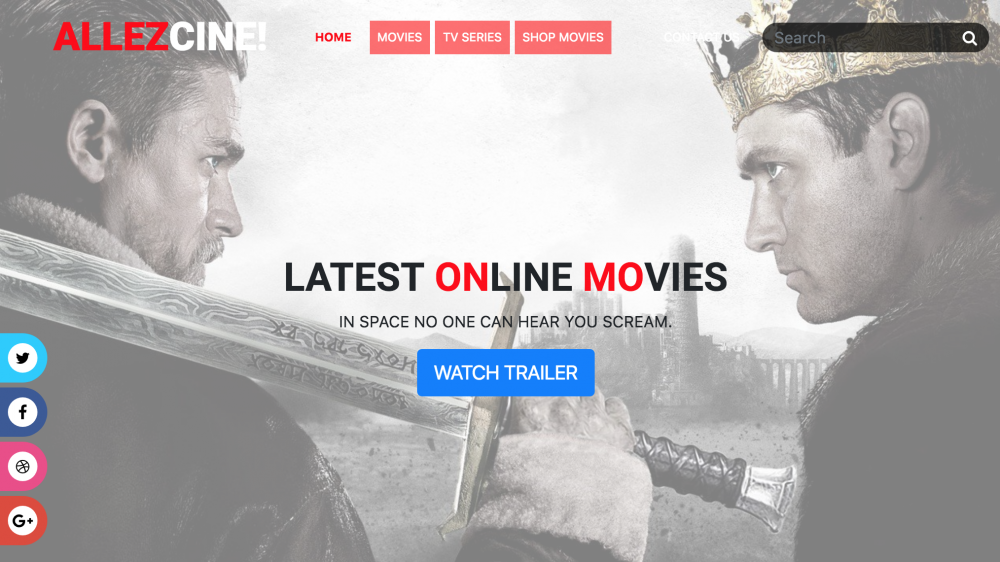 ALLEZCINE!
HOME
MOVIES
TV SERIES
SHOP MOVIES
CONTACT US
Search
LATEST ONLINE MOVIES
IN SPACE NO ONE CAN HEAR YOU SCREAM.
WATCH TRAILER
G+